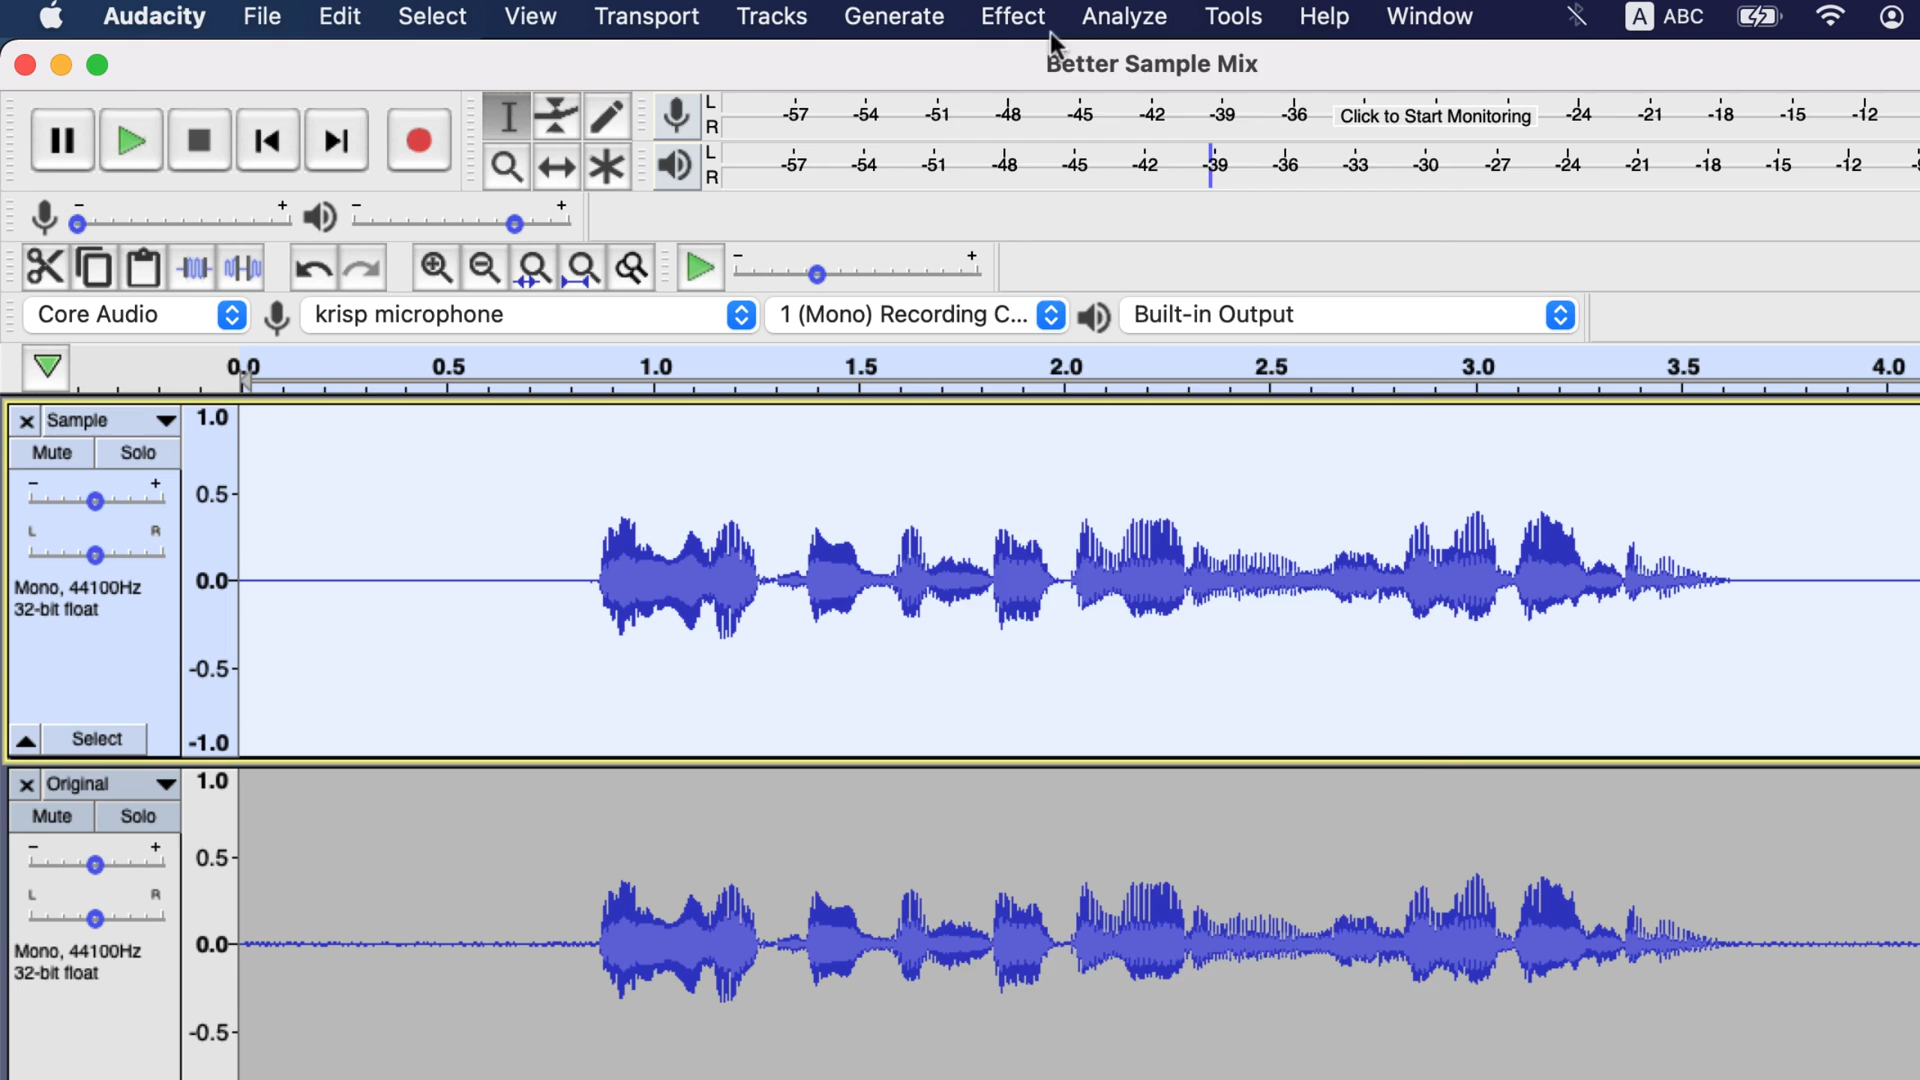 Audacity File Edit Select View Transport Tracks Generate Effect Analyze Tools Help Window A ABC
Better Sample Mix
L -57 -54 -51 -48 -45 -42 -39 -36 Click to Start Monitoring -24 -21 -18 -15 -12
R
L -57 -54 -51 -48 -45 -42 -39 -36 -33 -30 -27 -24 -21 -18 -15 -12
R
- + - +
- +
Core Audio krisp microphone 1 (Mono) Recording C... Built-in Output
0.0 0.5 1.0 1.5 2.0 2.5 3.0 3.5 4.0
Sample 1.0
Mute Solo
- +
0.5
L R
Mono, 44100Hz 0.0
32-bit float
-0.5
Select -1.0
Original 1.0
Mute Solo
- +
0.5
L R
Mono, 44100Hz 0.0
32-bit float
-0.5